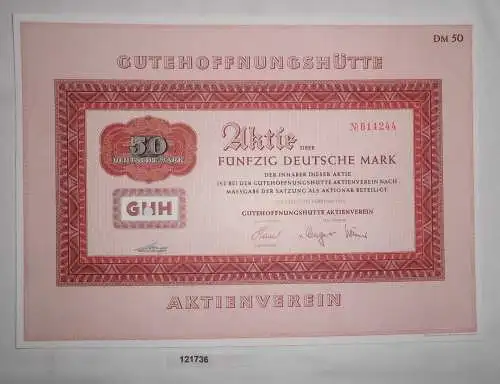 DM 50
GUTEHOFFNUNGSHÜTTE
50
DEUTSCHE MARK
Aktie ÜBER
№ 014244
FÜNFZIG DEUTSCHE MARK
DER INHABER DIESER AKTIE
IST BEI DER GUTEHOFFNUNGSHÜTTE AKTIENVEREIN NACH
MASSGABE DER SATZUNG ALS AKTIONÄR BETEILIGT
GUTEHOFFNUNGSHÜTTE AKTIENVEREIN
GHH
AKTIENVEREIN
121736